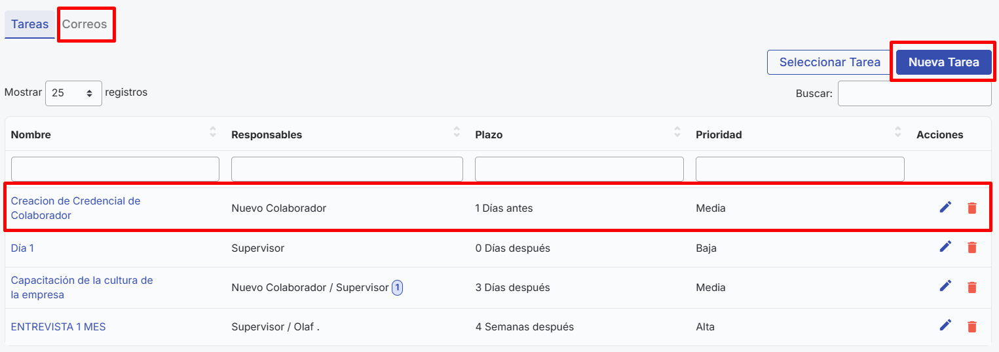 Tareas Correos
Seleccionar Tarea Nueva Tarea
Mostrar 25 registros Buscar:
Nombre Responsables Plazo Prioridad Acciones
Creacion de Credencial de
Colaborador
Nuevo Colaborador 1 Días antes Media
Día 1 Supervisor 0 Días después Baja
Capacitación de la cultura de
la empresa
Nuevo Colaborador / Supervisor 1 3 Días después Media
ENTREVISTA 1 MES Supervisor / Olaf . 4 Semanas después Alta